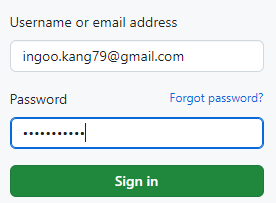 Username or email address
ingoo.kang79@gmail.com
Password Forgot password?
•••••••••••
Sign in